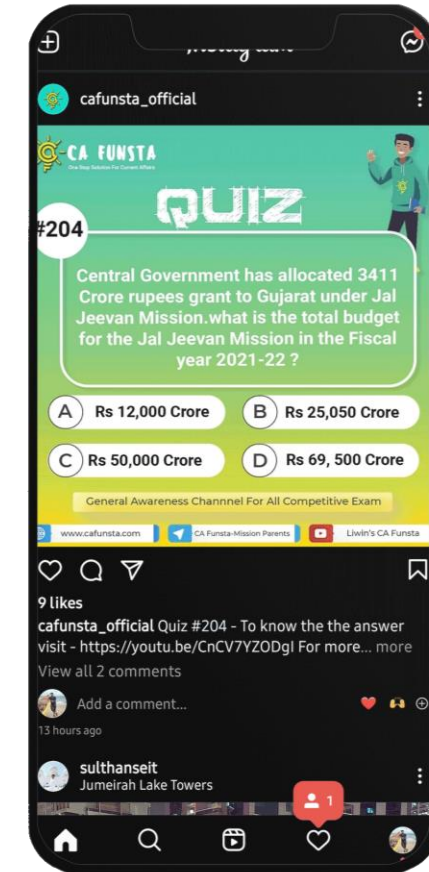 cafunsta_official
CA FUNSTA
One Stop Solution For Current Affairs
QUIZ
#204
Central Government has allocated 3411
Crore rupees grant to Gujarat under Jal
Jeevan Mission.what is the total budget
for the Jal Jeevan Mission in the Fiscal
year 2021-22 ?
A Rs 12,000 Crore
B Rs 25,050 Crore
C Rs 50,000 Crore
D Rs 69, 500 Crore
General Awareness Channnel For All Competitive Exam
www.cafunsta.com
CA Funsta-Mission Parents
Liwin's CA Funsta
9 likes
cafunsta_official Quiz #204 - To know the the answer
visit - https://youtu.be/CnCV7YZODgI For more... more
View all 2 comments
Add a comment...
13 hours ago
sulthanseit
Jumeirah Lake Towers
1